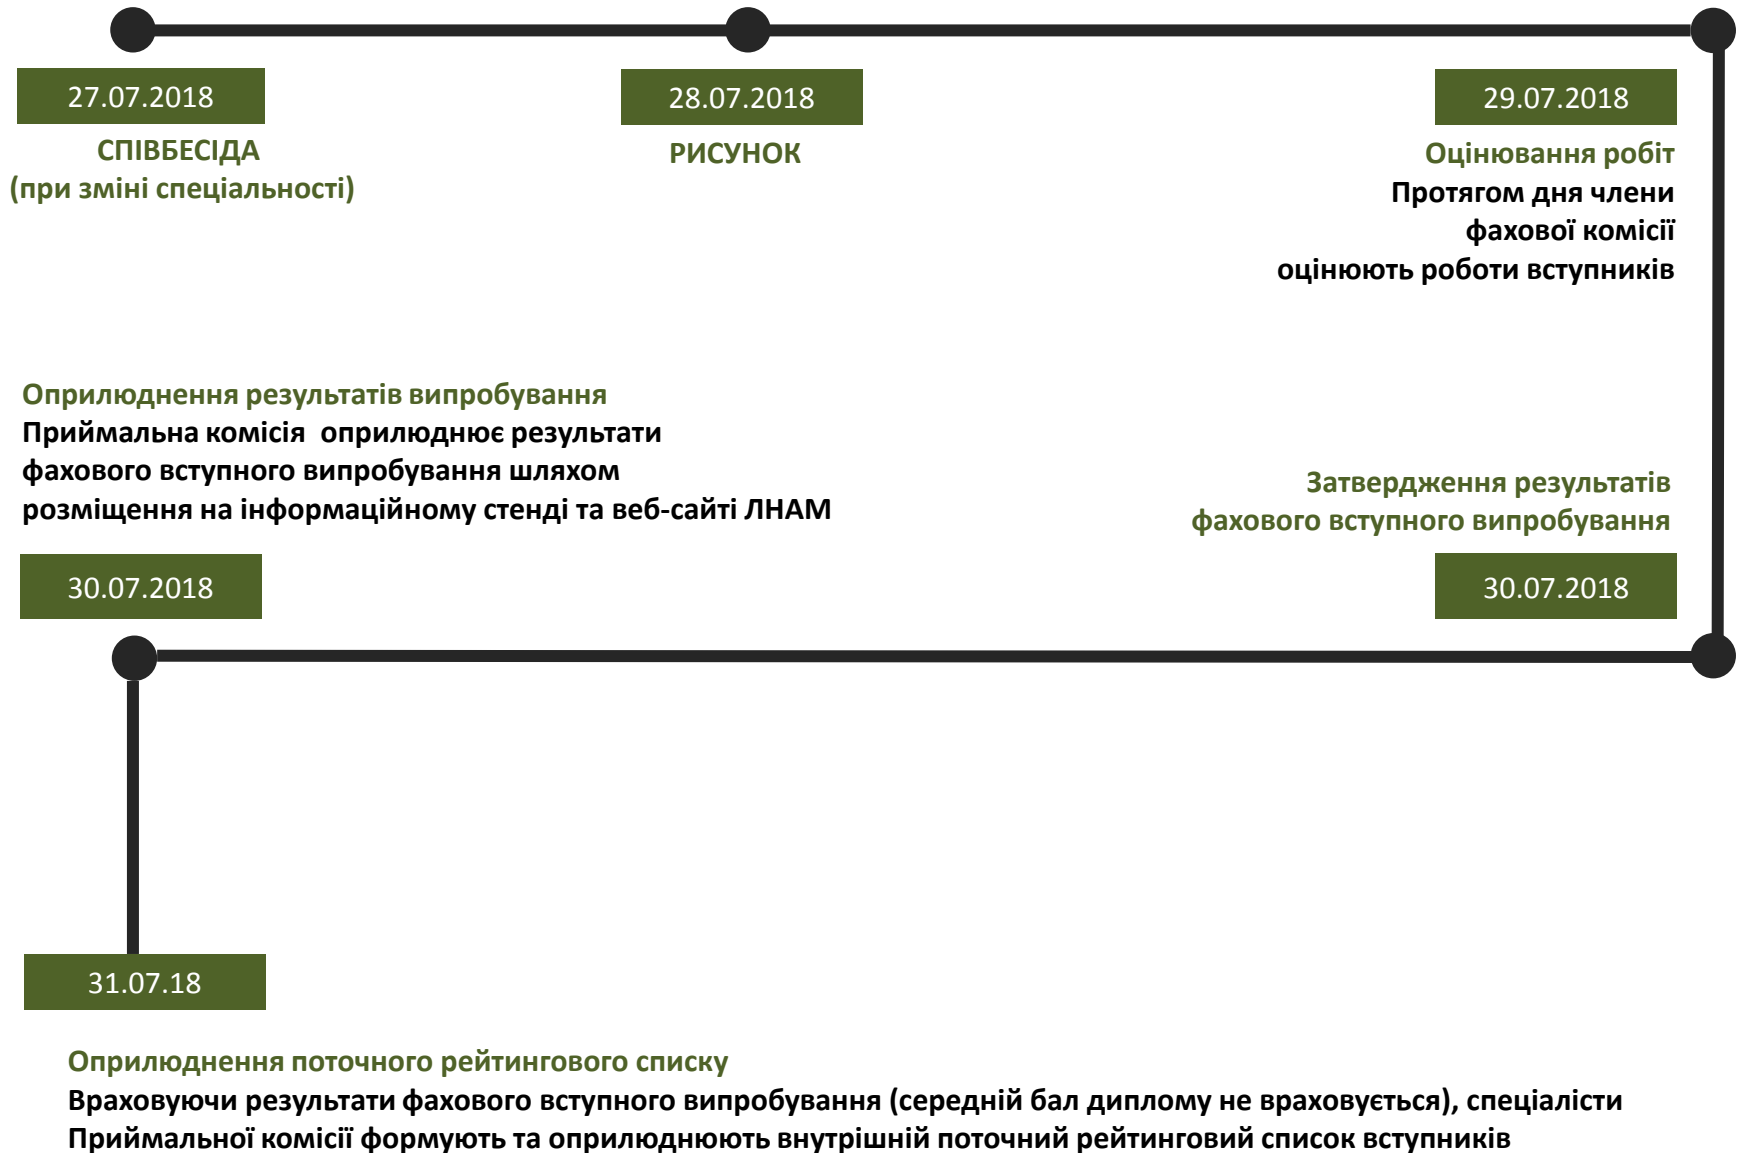 27.07.2018
СПІВБЕСІДА
(при зміні спеціальності)
28.07.2018
РИСУНОК
29.07.2018
Оцінювання робіт
Протягом дня члени
фахової комісії
оцінюють роботи вступників
Затвердження результатів
фахового вступного випробування
30.07.2018
Оприлюднення результатів випробування
Приймальна комісія оприлюднює результати
фахового вступного випробування шляхом
розміщення на інформаційному стенді та веб-сайті ЛНАМ
30.07.2018
31.07.18
Оприлюднення поточного рейтингового списку
Враховуючи результати фахового вступного випробування (середній бал диплому не враховується), спеціалісти
Приймальної комісії формують та оприлюднюють внутрішній поточний рейтинговий список вступників